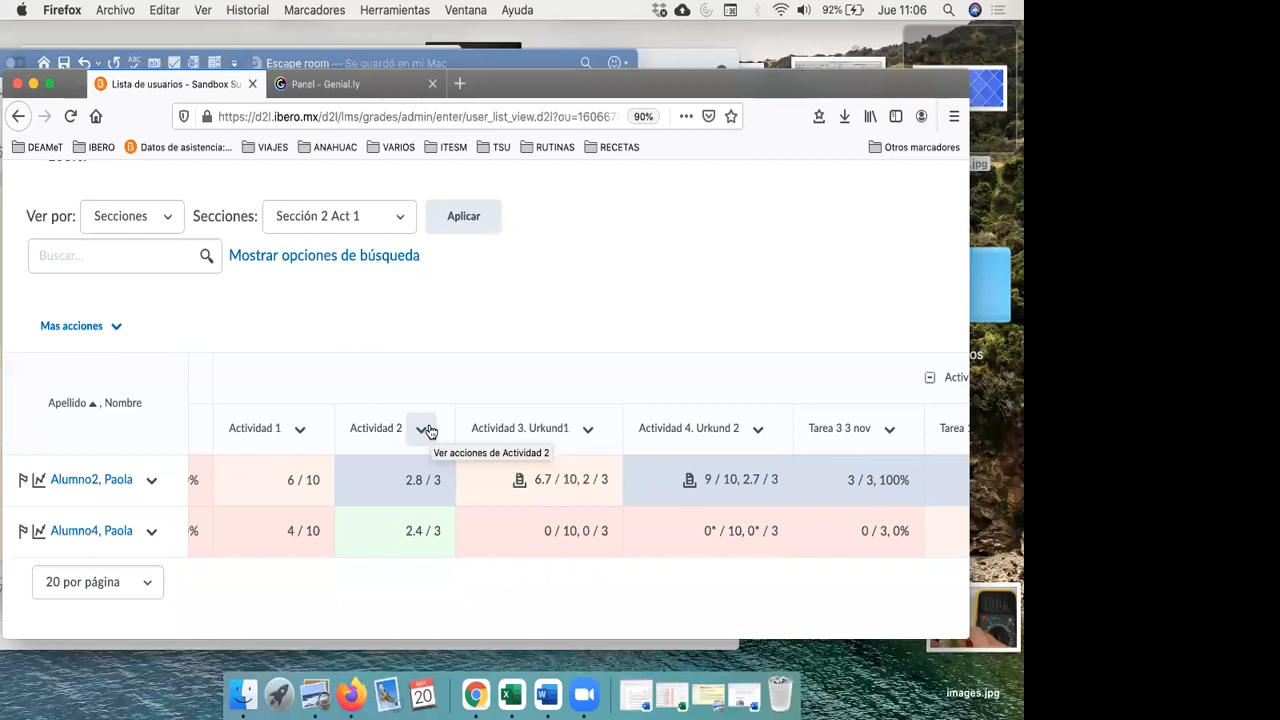 Firefox Archivo Editar Ver Historial Marcadores Herramientas Ventana Ayuda 92% Jue 11:06
Escape room — Se guardó en mi Mac
Lista de usuarios - Sandbox Su Panel - Genial.ly
https://d2l.ibero.mx/d2l/lms/grades/admin/enter/user_list_view.d2l?ou=16066 90%
DEAMeT IBERO Datos de asistencia:... VIAJES ANAHUAC VARIOS ITESM TSU RUTINAS RECETAS Otros marcadores
.jpg
Ver por: Secciones Secciones: Sección 2 Act 1 Aplicar
Buscar... Mostrar opciones de búsqueda
Mas acciones
os
Activ
Apellido , Nombre
Actividad 1 Actividad 2 Actividad 3. Urkund1 Actividad 4. Urkund 2 Tarea 3 3 nov Tarea
Ver acciones de Actividad 2
Alumno2, Paola % 6 / 10 2.8 / 3 6.7 / 10, 2 / 3 9 / 10, 2.7 / 3 3 / 3, 100%
Alumno4, Paola % 4 / 10 2.4 / 3 0 / 10, 0 / 3 0* / 10, 0* / 3 0 / 3, 0%
20 por página
MAY
20
images.jpg